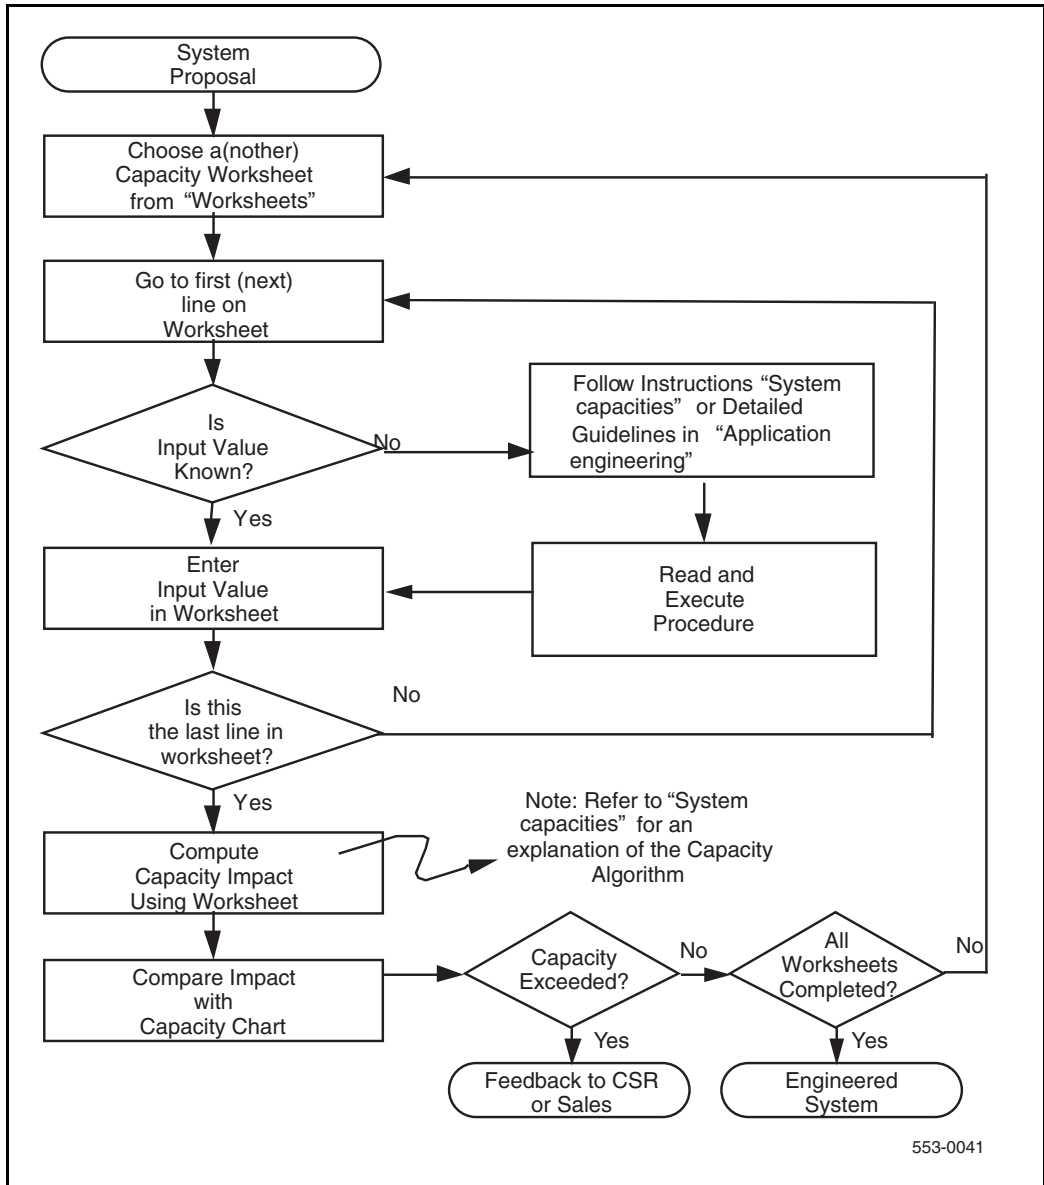 System
Proposal
Choose a(nother)
Capacity Worksheet
from “Worksheets”
Go to first (next)
line on
Worksheet
Is
Input Value
Known?
No
Follow Instructions “System
capacities” or Detailed
Guidelines in “Application
engineering”
Yes
Enter
Input Value
in Worksheet
Read and
Execute
Procedure
Is this
the last line in
worksheet?
No
Yes
Note: Refer to “System
capacities” for an
explanation of the Capacity
Algorithm
Compute
Capacity Impact
Using Worksheet
Compare Impact
with
Capacity Chart
Capacity
Exceeded?
No
All
Worksheets
Completed?
No
Yes
Yes
Feedback to CSR
or Sales
Engineered
System
553-0041